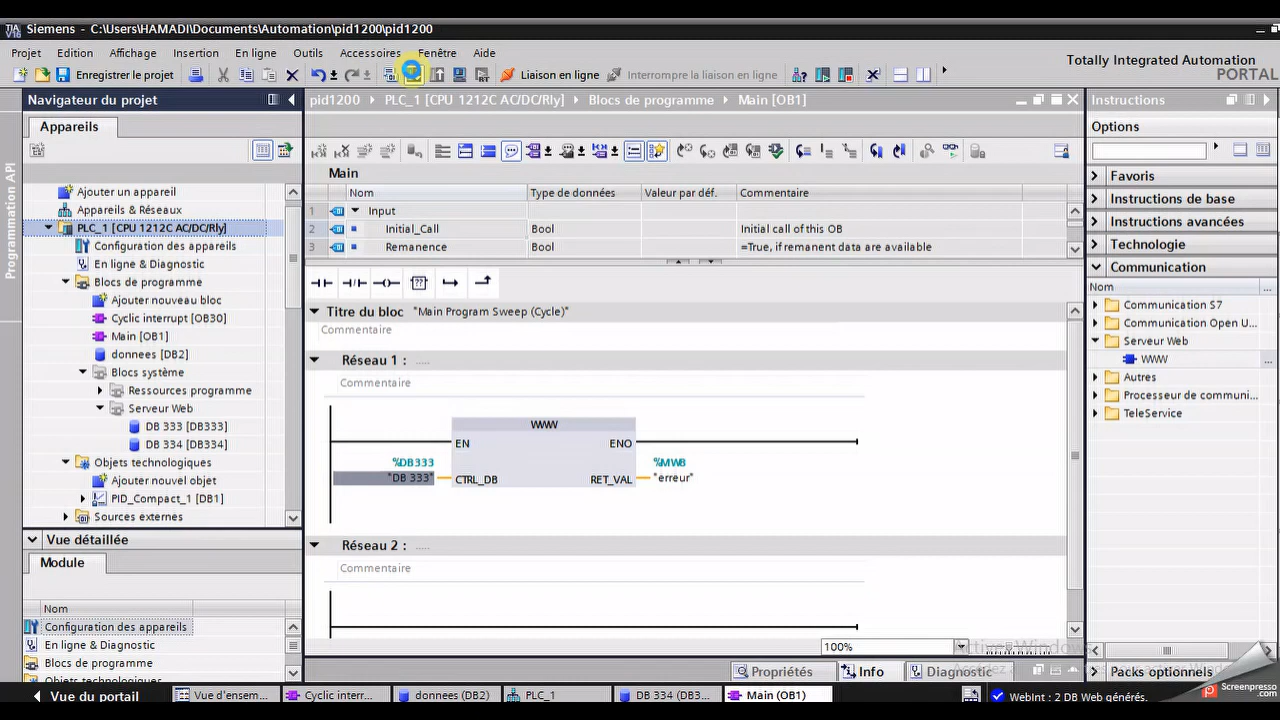 Siemens - C:\Users\HAMADI\Documents\Automation\pid1200\pid1200
TIA V16
Projet Edition Affichage Insertion En ligne Outils Accessoires Fenêtre Aide
Totally Integrated Automation
PORTAL
Enregistrer le projet
Liaison en ligne
Interrompre la liaison en ligne
Navigateur du projet
pid1200 PLC_1 [CPU 1212C AC/DC/Rly] Blocs de programme Main [OB1]
Instructions
Appareils
Options
Programmation API
Ajouter un appareil
Appareils & Réseaux
PLC_1 [CPU 1212C AC/DC/Rly]
Configuration des appareils
En ligne & Diagnostic
Blocs de programme
Ajouter nouveau bloc
Cyclic interrupt [OB30]
Main [OB1]
donnees [DB2]
Blocs système
Ressources programme
Serveur Web
DB 333 [DB333]
DB 334 [DB334]
Objets technologiques
Ajouter nouvel objet
PID_Compact_1 [DB1]
Sources externes
Vue détaillée
Module
Nom
Configuration des appareils
En ligne & Diagnostic
Blocs de programme
Main
Nom Type de données Valeur par déf. Commentaire
1 Input
2 Initial_Call Bool Initial call of this OB
3 Remanence Bool =True, if remanent data are available
Titre du bloc "Main Program Sweep (Cycle)"
Commentaire
Réseau 1 : .....
Commentaire
WWW
EN ENO
%DB333 %MW8
"DB 333" CTRL_DB RET_VAL "erreur"
Réseau 2 : .....
Commentaire
100%
Favoris
Instructions de base
Instructions avancées
Technologie
Communication
Nom ...
Communication S7
Communication Open U...
Serveur Web
WWW ...
Autres
Processeur de communi...
TeleService
Propriétés Info Diagnostic
Packs optionnels
Vue du portail
Vue d'ensem... Cyclic interr... donnees (DB2) PLC_1 DB 334 (DB3... Main (OB1)
WebInt : 2 DB Web générés.
Screenpresso.com